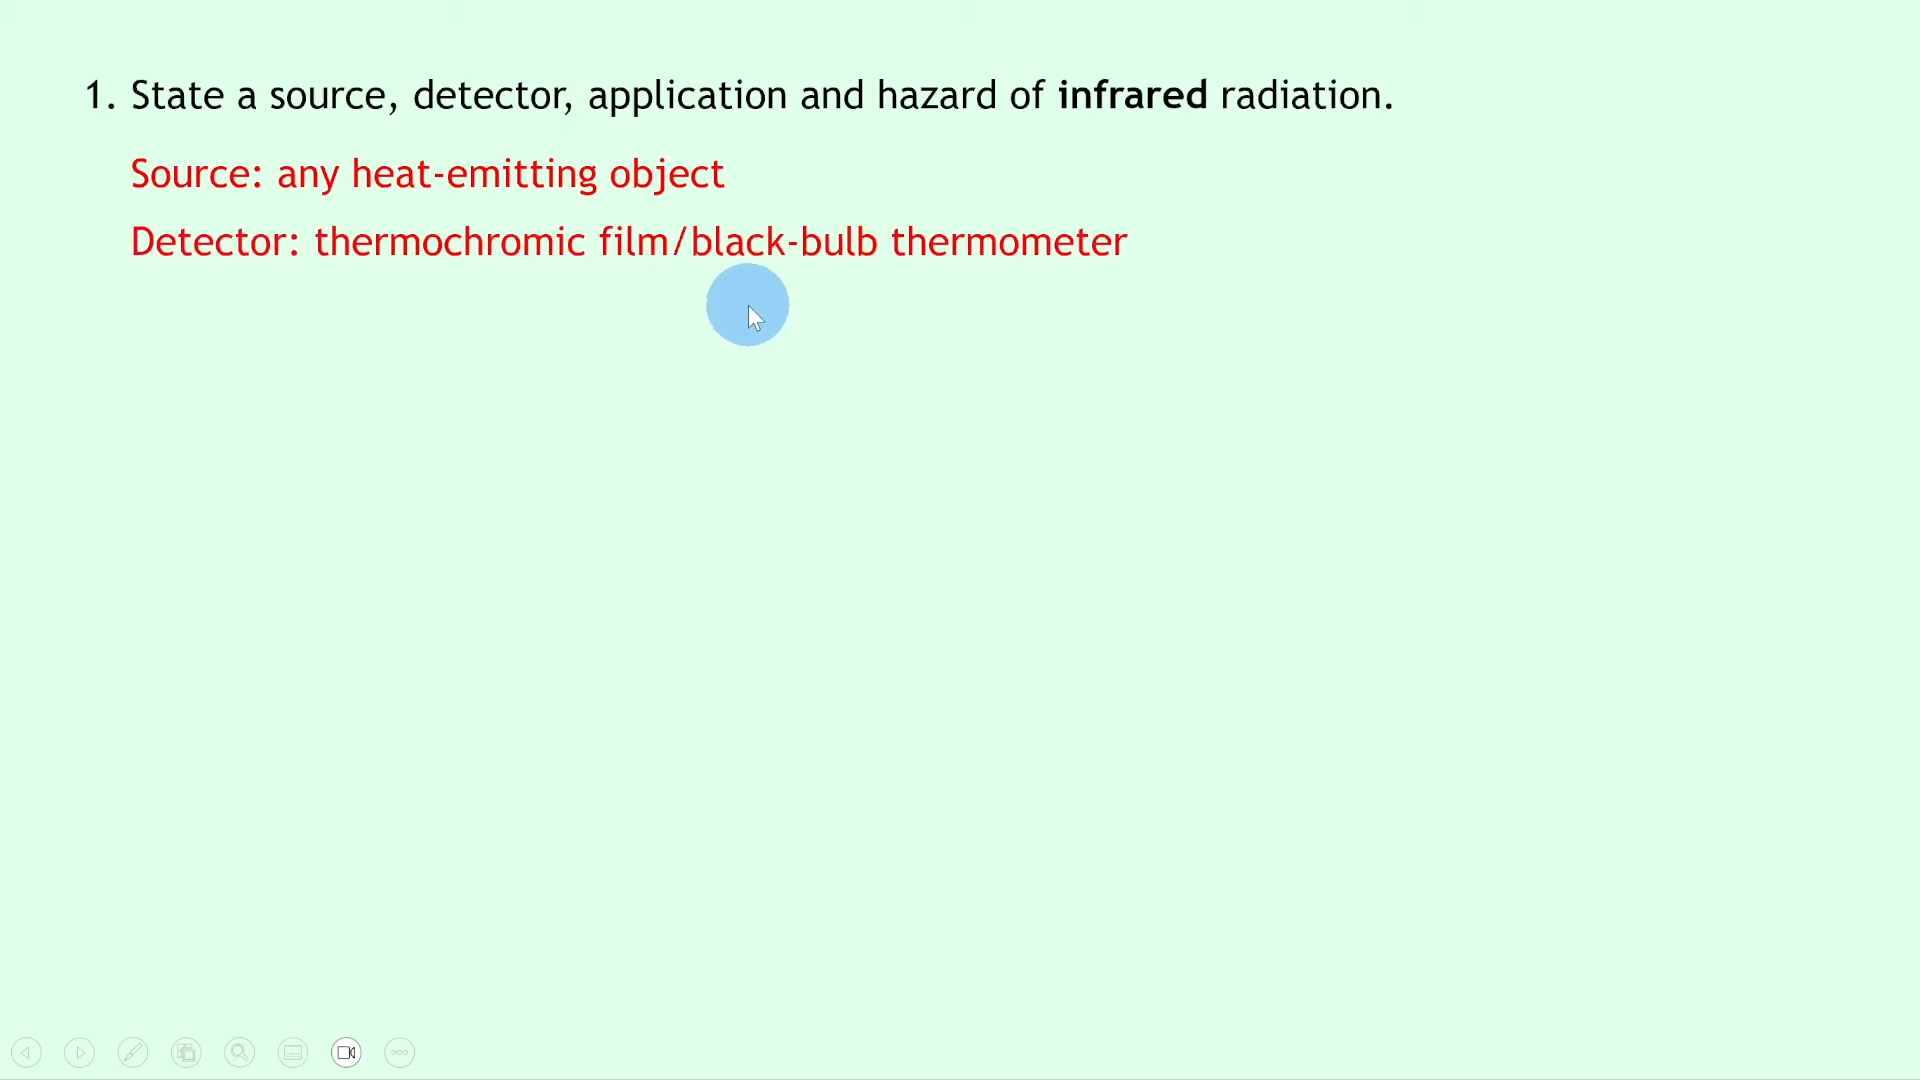 1. State a source, detector, application and hazard of infrared radiation.
Source: any heat-emitting object
Detector: thermochromic film/black-bulb thermometer